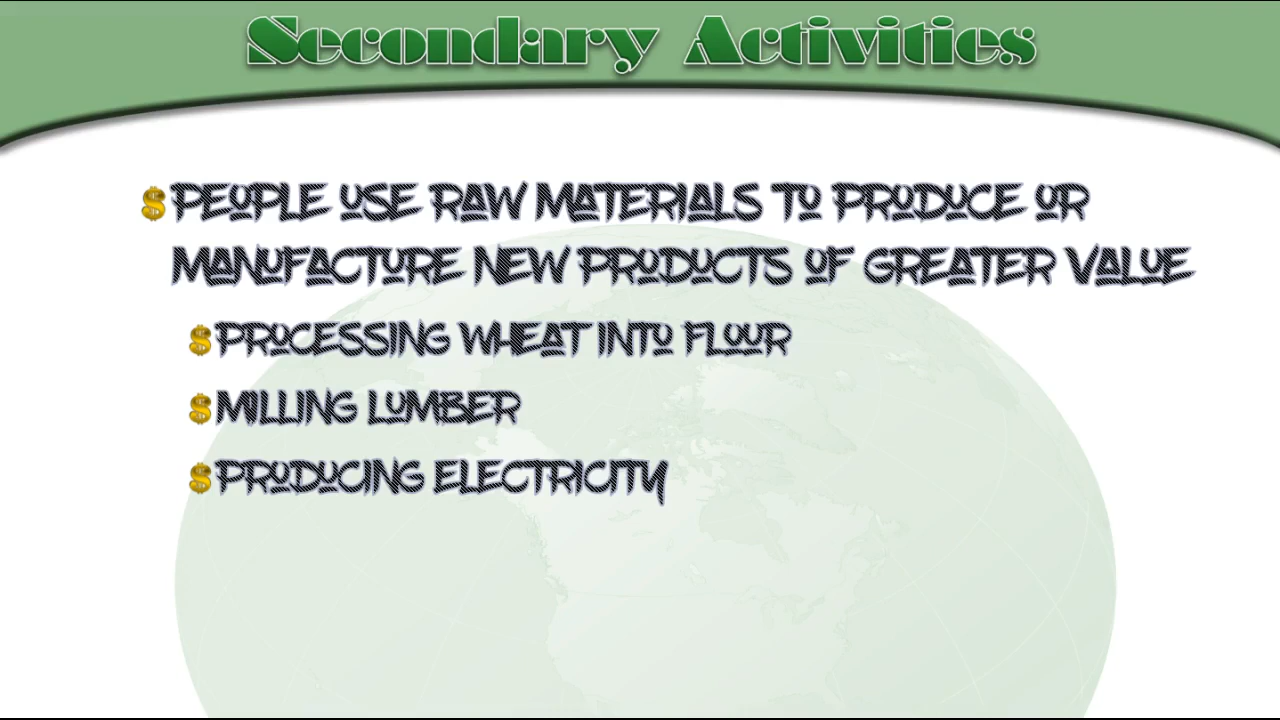 Secondary Activities
$ PEOPLE USE RAW MATERIALS TO PRODUCE OR
MANUFACTURE NEW PRODUCTS OF GREATER VALUE
$ PROCESSING WHEAT INTO FLOUR
$ MILLING LUMBER
$ PRODUCING ELECTRICITY